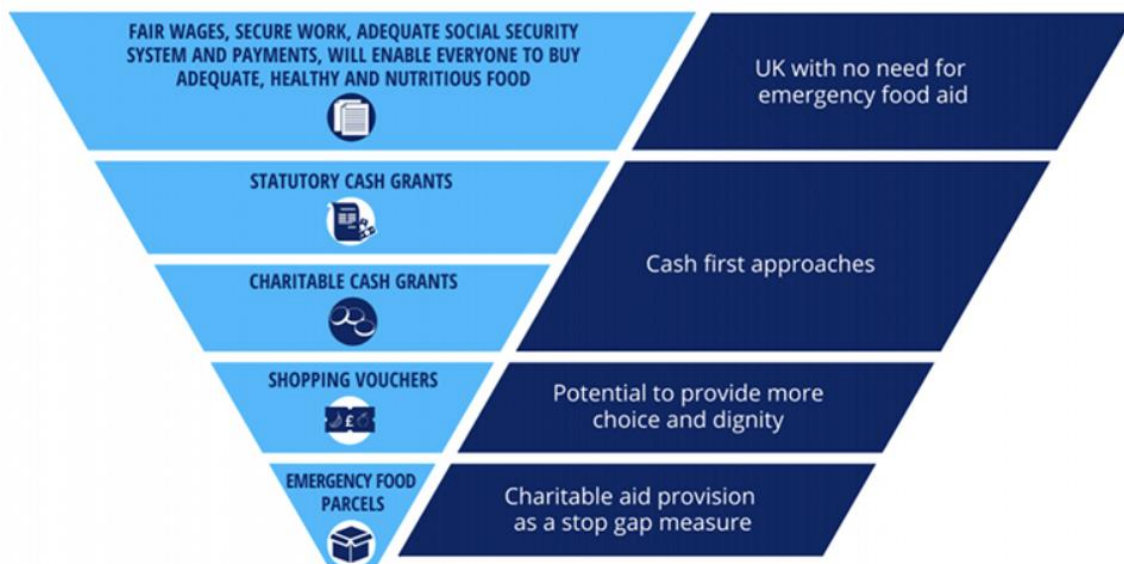 FAIR WAGES, SECURE WORK, ADEQUATE SOCIAL SECURITY
SYSTEM AND PAYMENTS, WILL ENABLE EVERYONE TO BUY
ADEQUATE, HEALTHY AND NUTRITIOUS FOOD
UK with no need for
emergency food aid
STATUTORY CASH GRANTS
CHARITABLE CASH GRANTS
Cash first approaches
SHOPPING VOUCHERS
£
Potential to provide more
choice and dignity
EMERGENCY FOOD
PARCELS
Charitable aid provision
as a stop gap measure